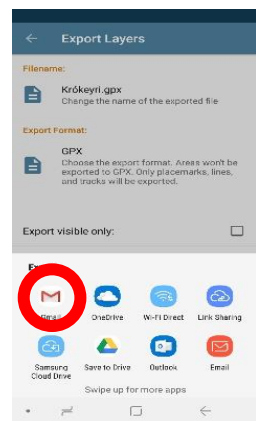 Export Layers
Filename:
Krókeyri.gpx
Change the name of the exported file
Export Format:
GPX
Choose the export format. Areas won't be
exported to GPX. Only placemarks, lines,
and tracks will be exported.
Export visible only:
Gmail OneDrive Wi-Fi Direct Link Sharing
Samsung Cloud Drive Save to Drive Outlook Email
Swipe up for more apps